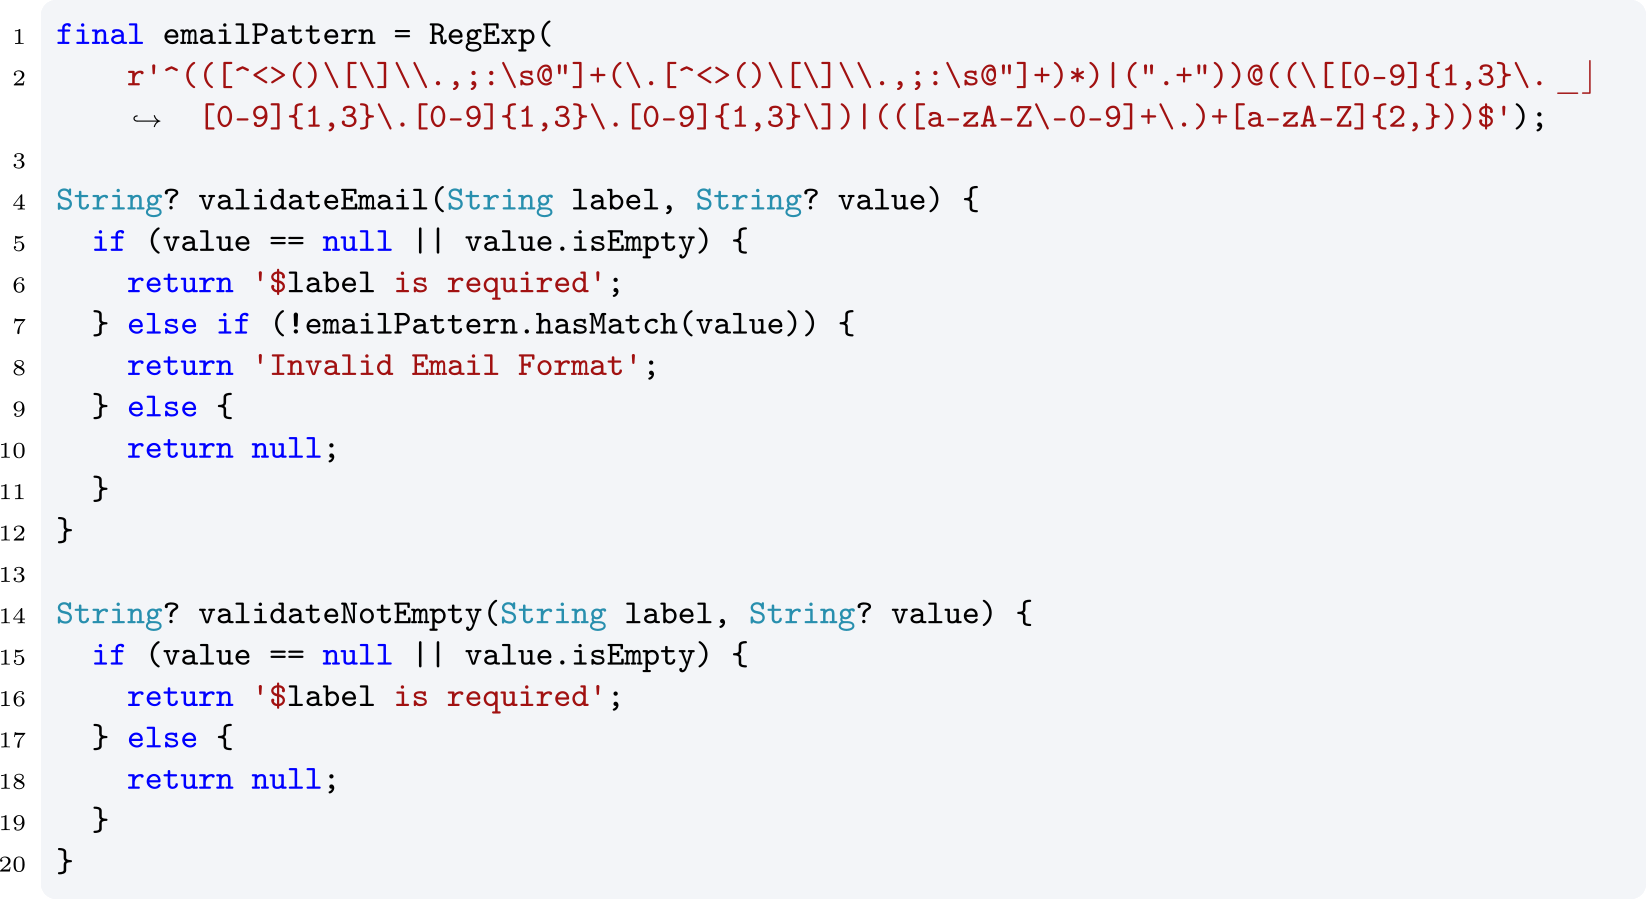 1 final emailPattern = RegExp(
2 r'^(([^<>()\[\]\\.,;:\s@"]+(\.[^<>()\[\]\\.,;:\s@"]+)*)|(".+"))@((\[[0-9]{1,3}\. _⌋
↪ [0-9]{1,3}\.[0-9]{1,3}\.[0-9]{1,3}\])|(([a-zA-Z\-0-9]+\.)+[a-zA-Z]{2,}))$');
3
4 String? validateEmail(String label, String? value) {
5 if (value == null || value.isEmpty) {
6 return '$label is required';
7 } else if (!emailPattern.hasMatch(value)) {
8 return 'Invalid Email Format';
9 } else {
10 return null;
11 }
12 }
13
14 String? validateNotEmpty(String label, String? value) {
15 if (value == null || value.isEmpty) {
16 return '$label is required';
17 } else {
18 return null;
19 }
20 }